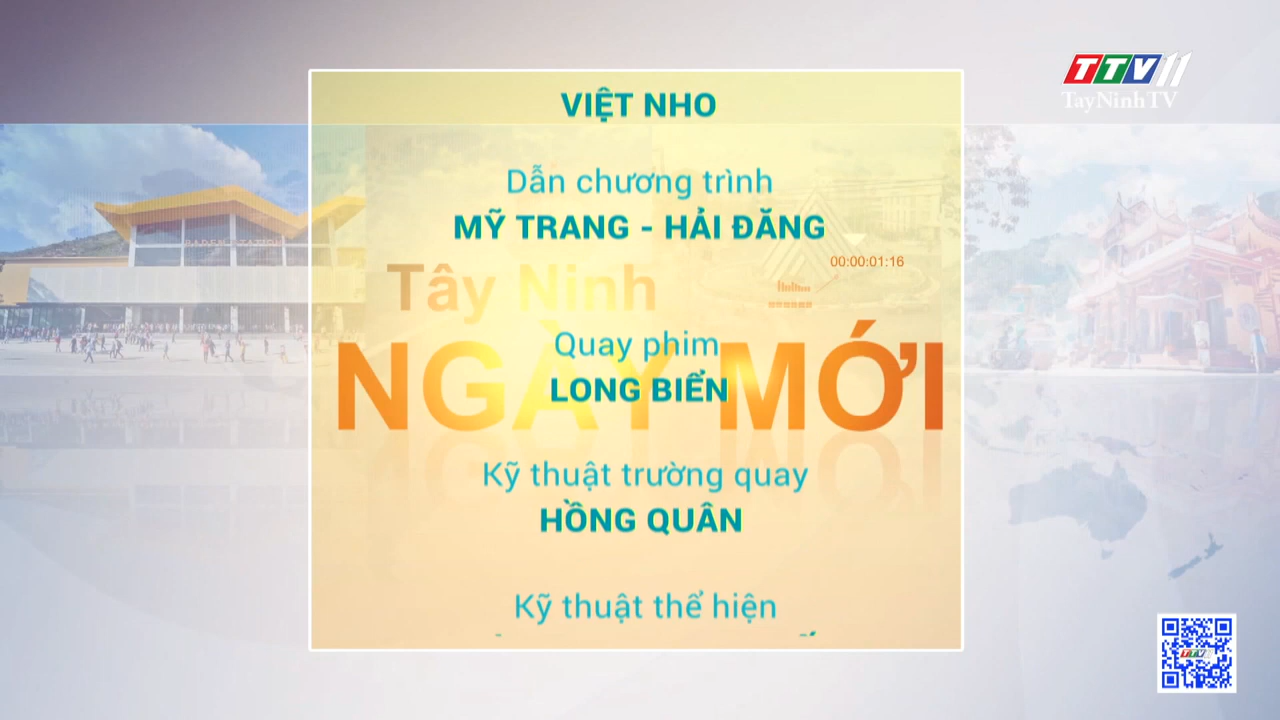 TTV11
TayNinhTV
VIỆT NHO
Dẫn chương trình
MỸ TRANG - HẢI ĐĂNG
00:00:01:16
Tây Ninh
NGÀY MỚI
Quay phim
LONG BIỂN
Kỹ thuật trường quay
HỒNG QUÂN
Kỹ thuật thể hiện
TTV11